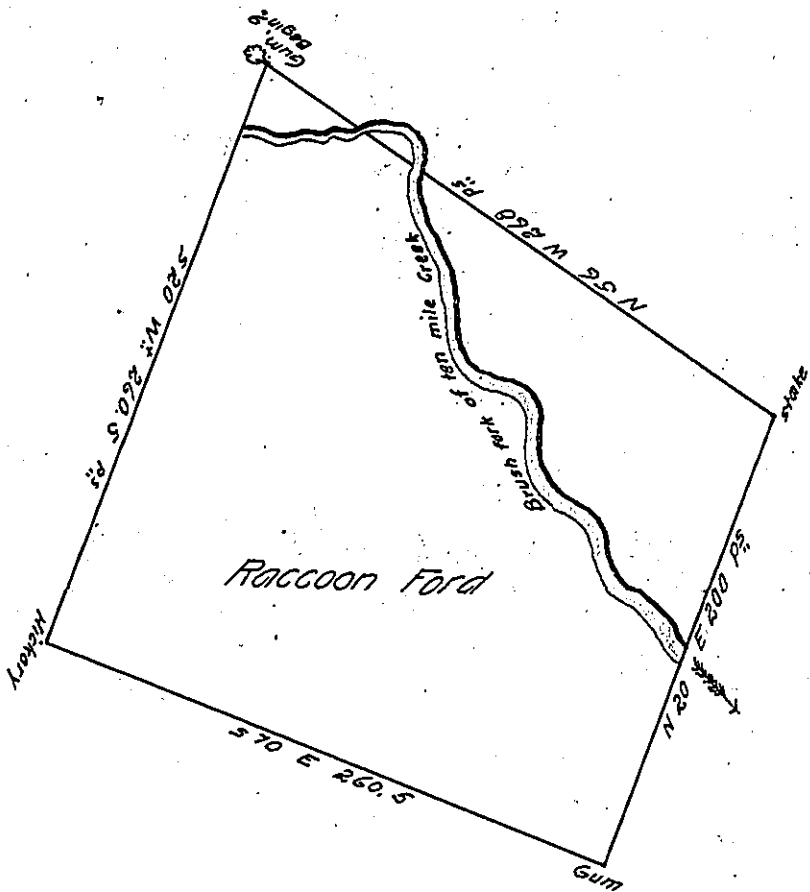 Gum,
Begin.g
N 56 W 268 ps
Brush fork of ten mile Creek
Stake
S 20 W.t 260.5 ps
Raccoon Ford
E 200 ps
N 20
Hickory
S 70 E 260.5
Gum